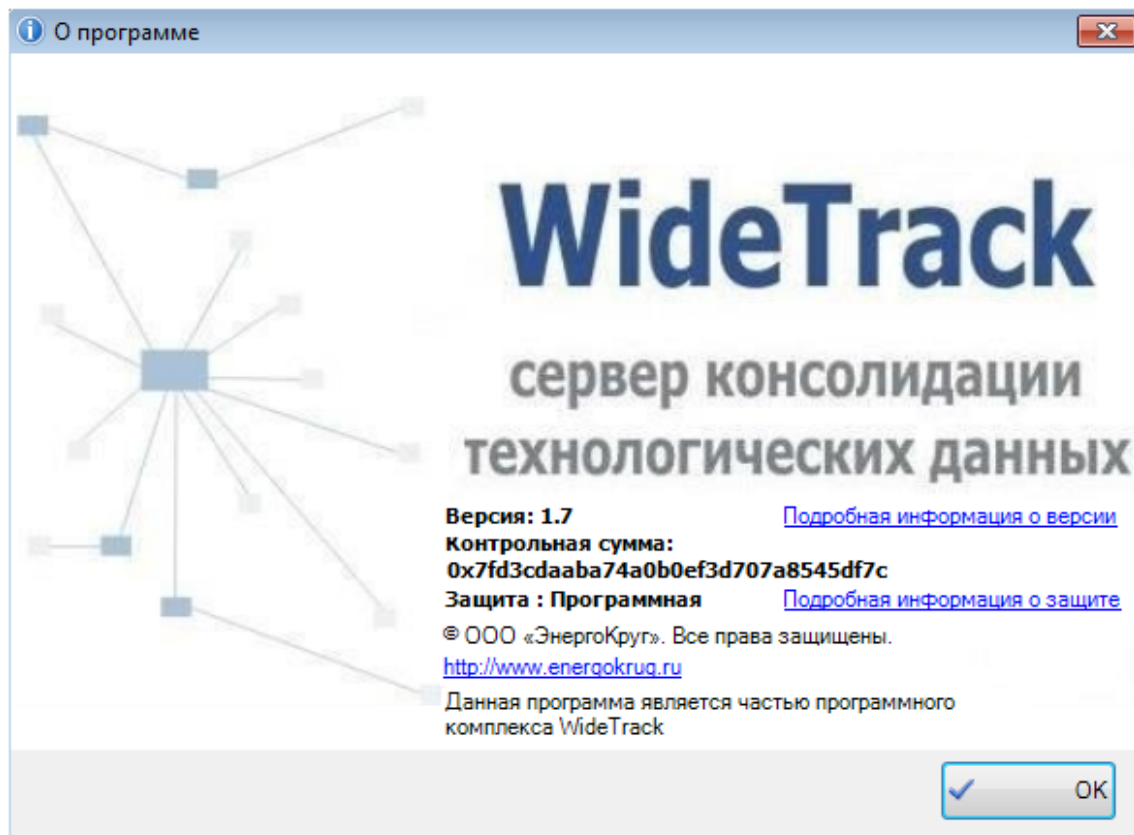 О программе
WideTrack
сервер консолидации
технологических данных
Версия: 1.7 Подробная информация о версии
Контрольная сумма:
0x7fd3cdaaba74a0b0ef3d707a8545df7c
Защита : Программная Подробная информация о защите
© ООО «ЭнергоКруг». Все права защищены.
http://www.energokrug.ru
Данная программа является частью программного
комплекса WideTrack
OK